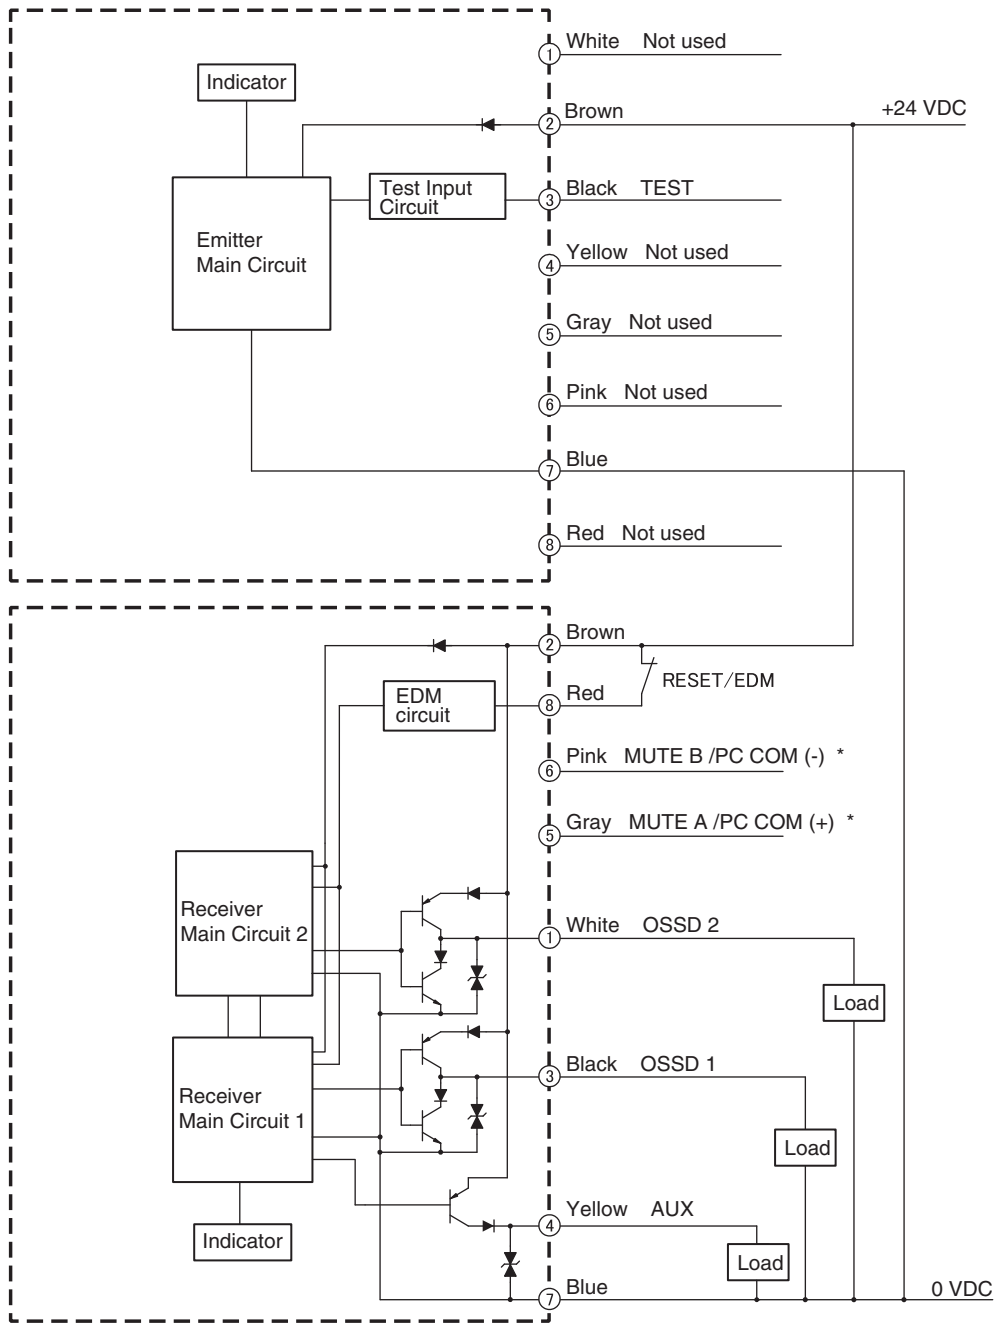 1 White Not used
Indicator
2 Brown +24 VDC
Test Input
Circuit
3 Black TEST
Emitter
Main Circuit
4 Yellow Not used
5 Gray Not used
6 Pink Not used
7 Blue
8 Red Not used
2 Brown
RESET/EDM
EDM
circuit
8 Red
6 Pink MUTE B /PC COM (-) *
5 Gray MUTE A /PC COM (+) *
Receiver
Main Circuit 2
1 White OSSD 2
Load
Receiver
Main Circuit 1
3 Black OSSD 1
Load
4 Yellow AUX
Indicator
Load
7 Blue 0 VDC